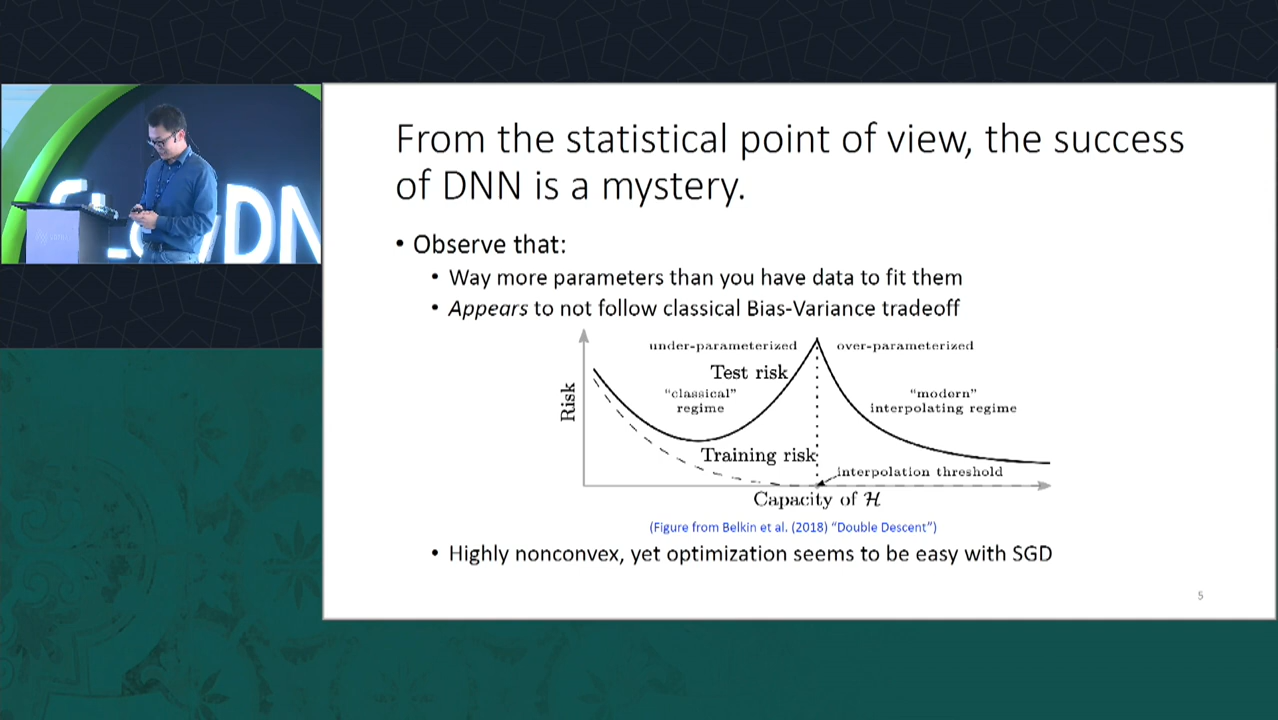 From the statistical point of view, the success
of DNN is a mystery.
• Observe that:
• Way more parameters than you have data to fit them
• Appears to not follow classical Bias-Variance tradeoff
under-parameterized
over-parameterized
Test risk
"classical"
regime
"modern"
interpolating regime
Risk
Training risk
interpolation threshold
Capacity of ℋ
(Figure from Belkin et al. (2018) "Double Descent")
• Highly nonconvex, yet optimization seems to be easy with SGD
5